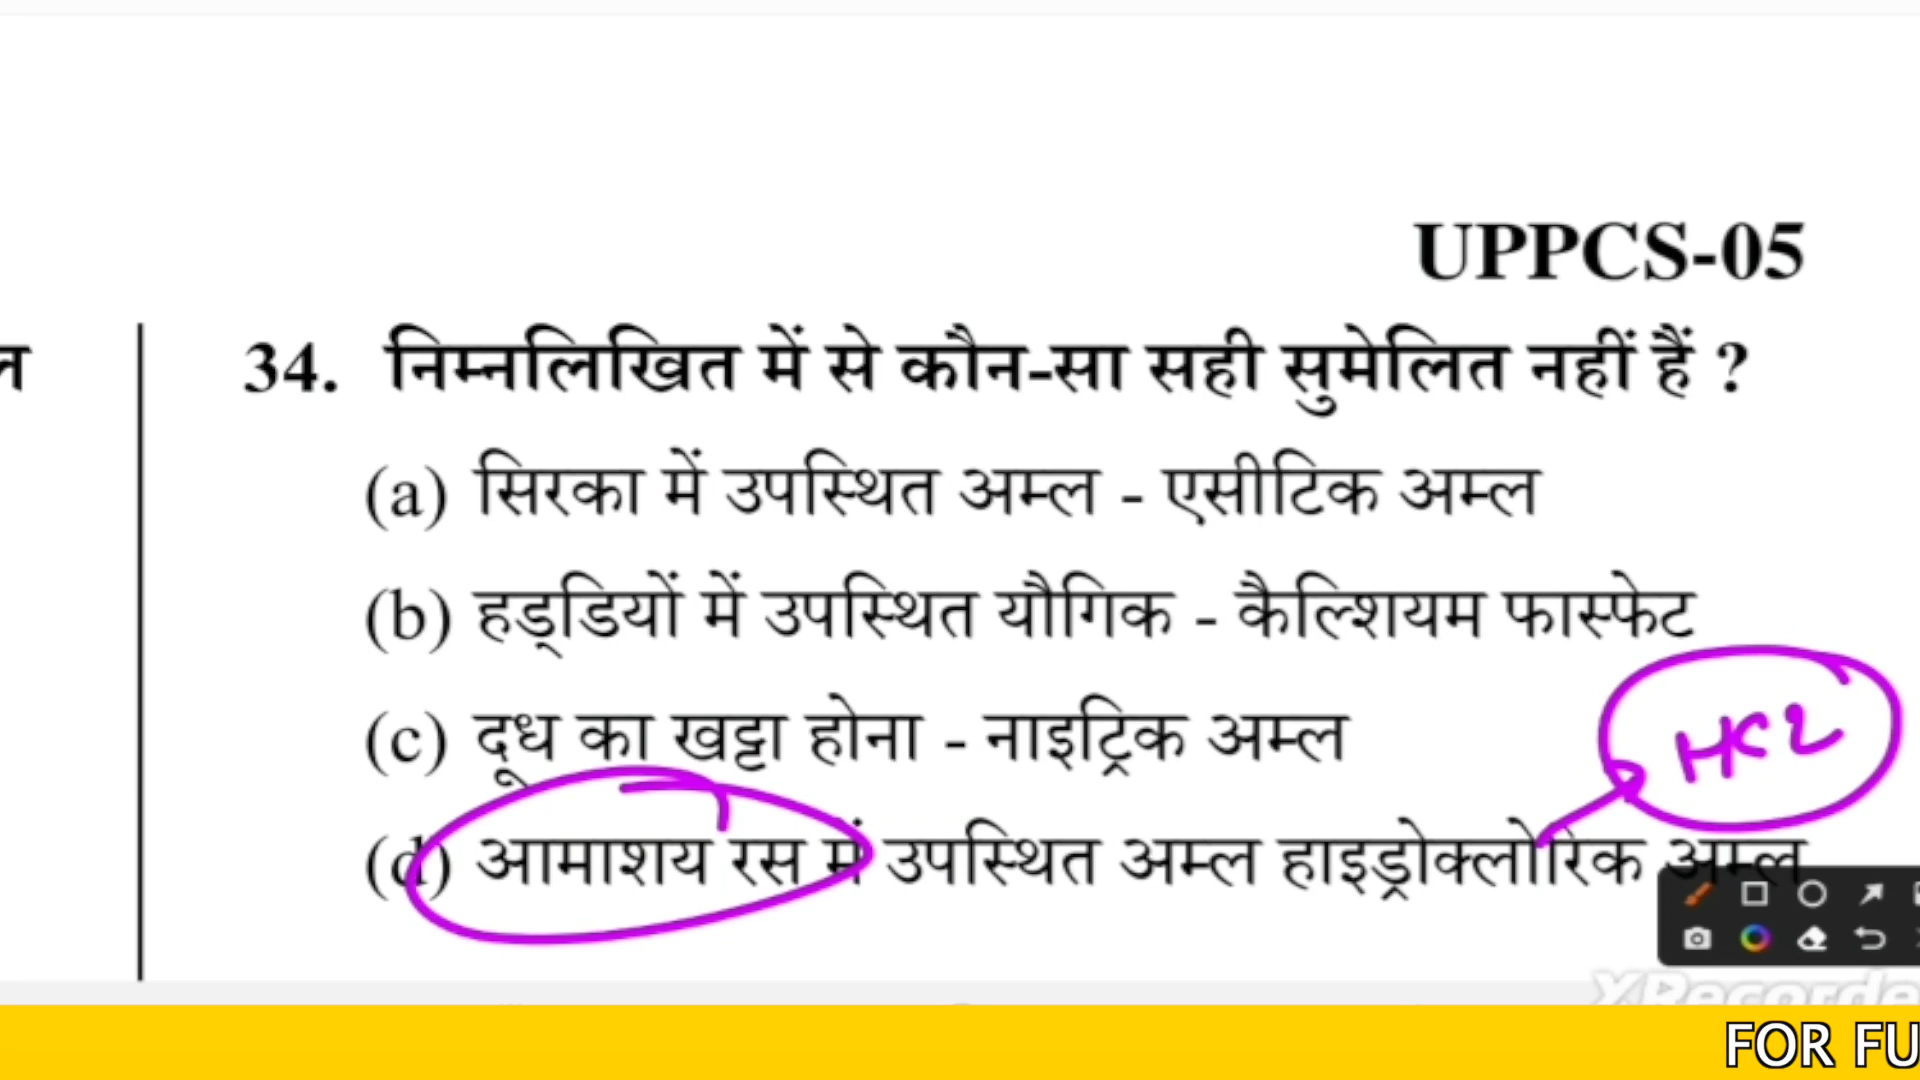 UPPCS-05
34. निम्नलिखित में से कौन-सा सही सुमेलित नहीं हैं ?
(a) सिरका में उपस्थित अम्ल - एसीटिक अम्ल
(b) हड्डियों में उपस्थित यौगिक - कैल्शियम फास्फेट
(c) दूध का खट्टा होना - नाइट्रिक अम्ल
HCl
(d) आमाशय रस में उपस्थित अम्ल हाइड्रोक्लोरिक अम्ल
FOR FU